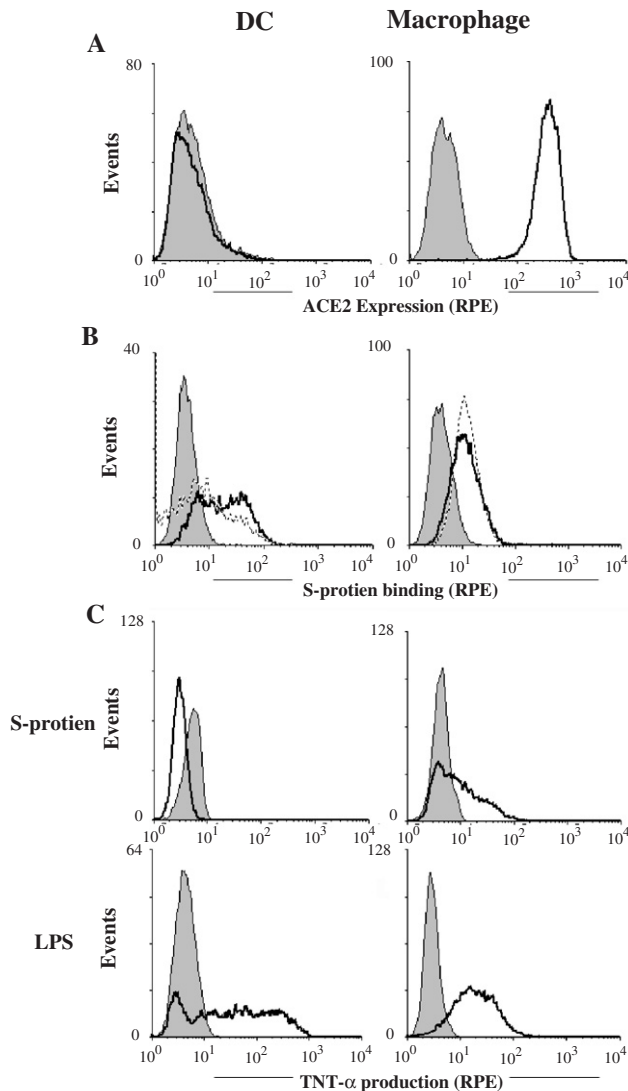 DC Macrophage
A
80
Events
0
10^0 10^1 10^2 10^3 10^4
100
0
10^0 10^1 10^2 10^3 10^4
ACE2 Expression (RPE)
B
40
Events
0
10^0 10^1 10^2 10^3 10^4
100
0
10^0 10^1 10^2 10^3 10^4
S-protien binding (RPE)
C
S-protien
128
Events
0
10^0 10^1 10^2 10^3 10^4
128
0
10^0 10^1 10^2 10^3 10^4
LPS
64
Events
0
10^0 10^1 10^2 10^3 10^4
128
0
10^0 10^1 10^2 10^3 10^4
TNT-α production (RPE)